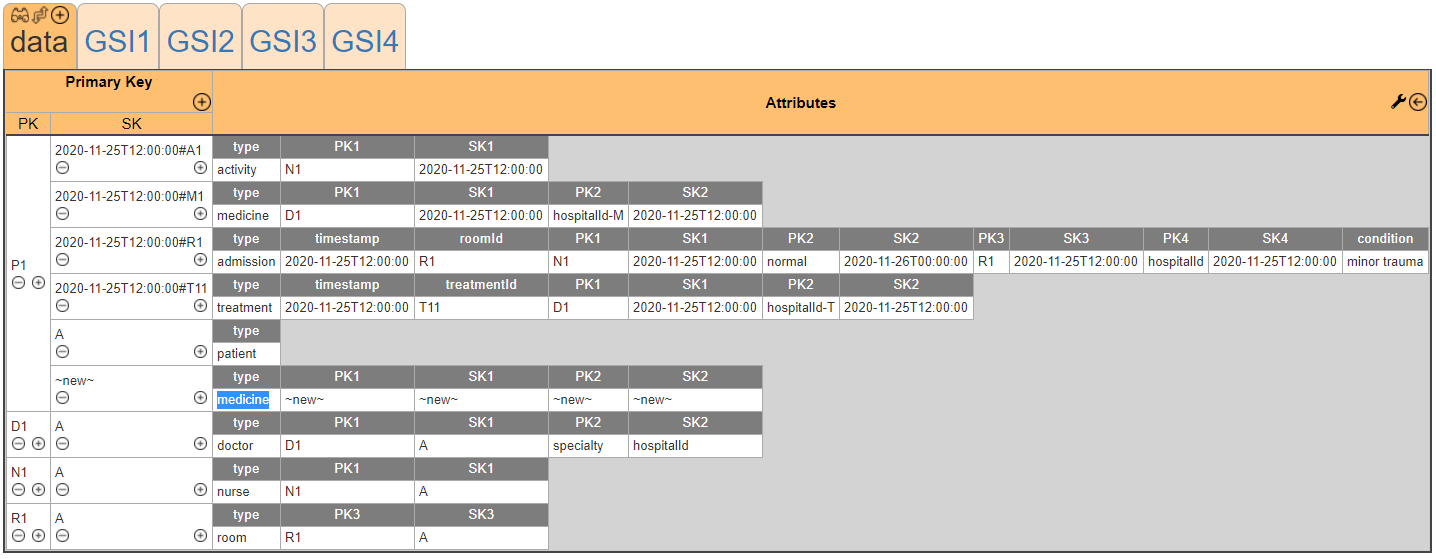 data GSI1 GSI2 GSI3 GSI4
Primary Key
Attributes
PK SK
type PK1 SK1
2020-11-25T12:00:00#A1
activity N1 2020-11-25T12:00:00
type PK1 SK1 PK2 SK2
2020-11-25T12:00:00#M1
medicine D1 2020-11-25T12:00:00 hospitalId-M 2020-11-25T12:00:00
type timestamp roomId PK1 SK1 PK2 SK2 PK3 SK3 PK4 SK4 condition
2020-11-25T12:00:00#R1
P1
admission 2020-11-25T12:00:00 R1 N1 2020-11-25T12:00:00 normal 2020-11-26T00:00:00 R1 2020-11-25T12:00:00 hospitalId 2020-11-25T12:00:00 minor trauma
type timestamp treatmentId PK1 SK1 PK2 SK2
2020-11-25T12:00:00#T11
treatment 2020-11-25T12:00:00 T11 D1 2020-11-25T12:00:00 hospitalId-T 2020-11-25T12:00:00
type
A
patient
type PK1 SK1 PK2 SK2
~new~
medicine ~new~ ~new~ ~new~ ~new~
type PK1 SK1 PK2 SK2
D1 A
doctor D1 A specialty hospitalId
type PK1 SK1
N1 A
nurse N1 A
type PK3 SK3
R1 A
room R1 A